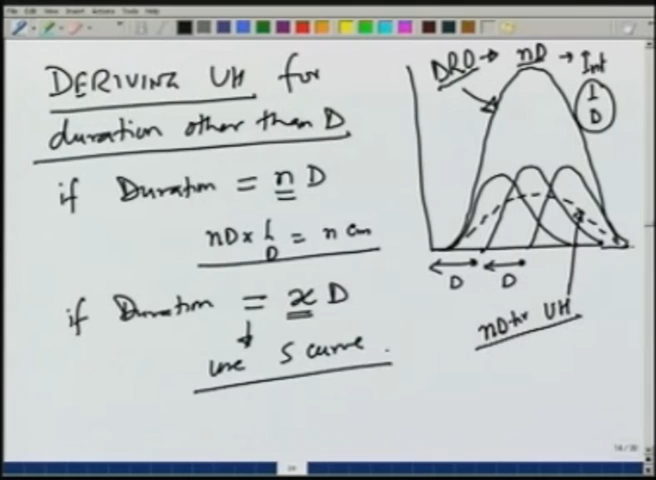 DERIVING UH for
duration other than D
if Duration = n D
nD x 1/D = n cm
if Duration = x D
use S curve.
DRO → nD → Int
1/D
D D
nD-hr UH